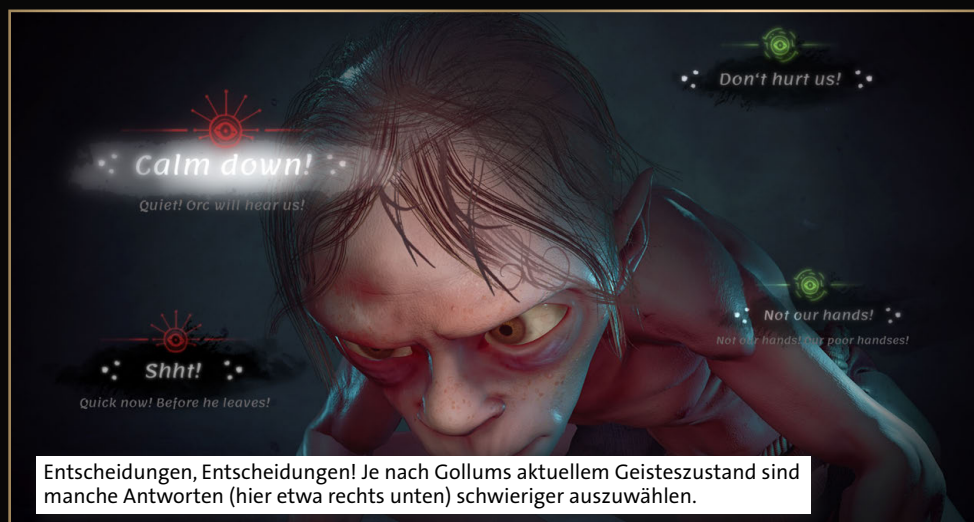 Don't hurt us!
Calm down!
Quiet! Orc will hear us!
Not our hands!
Not our hands! Our poor handses!
Shht!
Quick now! Before he leaves!
Entscheidungen, Entscheidungen! Je nach Gollums aktuellem Geisteszustand sind
manche Antworten (hier etwa rechts unten) schwieriger auszuwählen.